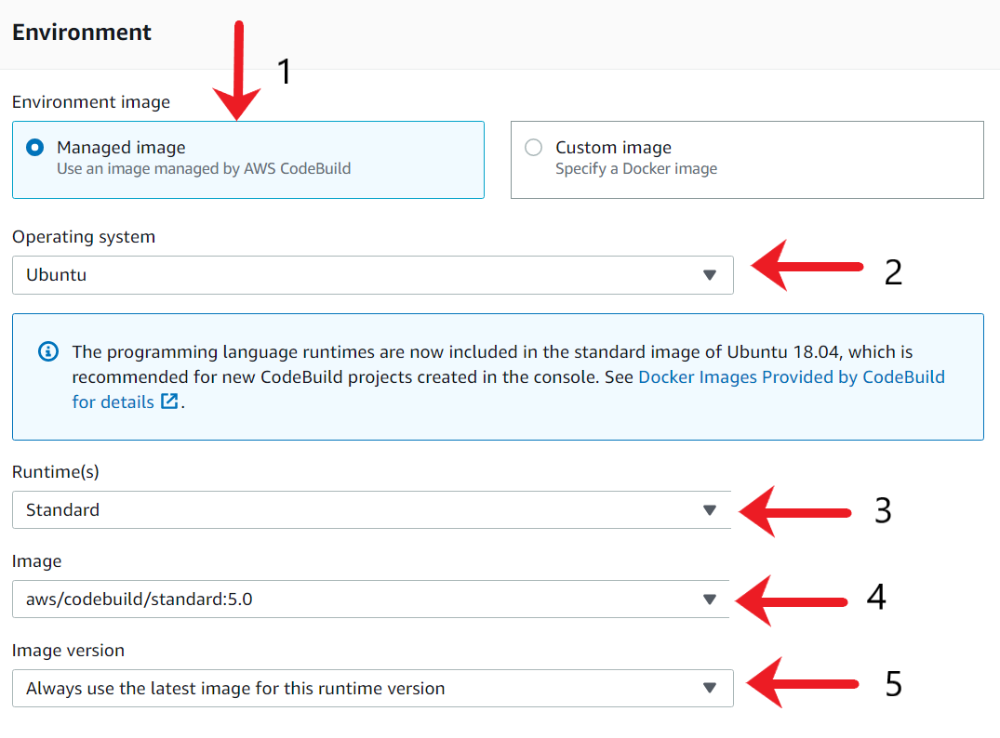 Environment
1
Environment image
Managed image
Use an image managed by AWS CodeBuild
Custom image
Specify a Docker image
Operating system
Ubuntu
2
The programming language runtimes are now included in the standard image of Ubuntu 18.04, which is
recommended for new CodeBuild projects created in the console. See Docker Images Provided by CodeBuild
for details .
Runtime(s)
Standard
3
Image
aws/codebuild/standard:5.0
4
Image version
Always use the latest image for this runtime version
5